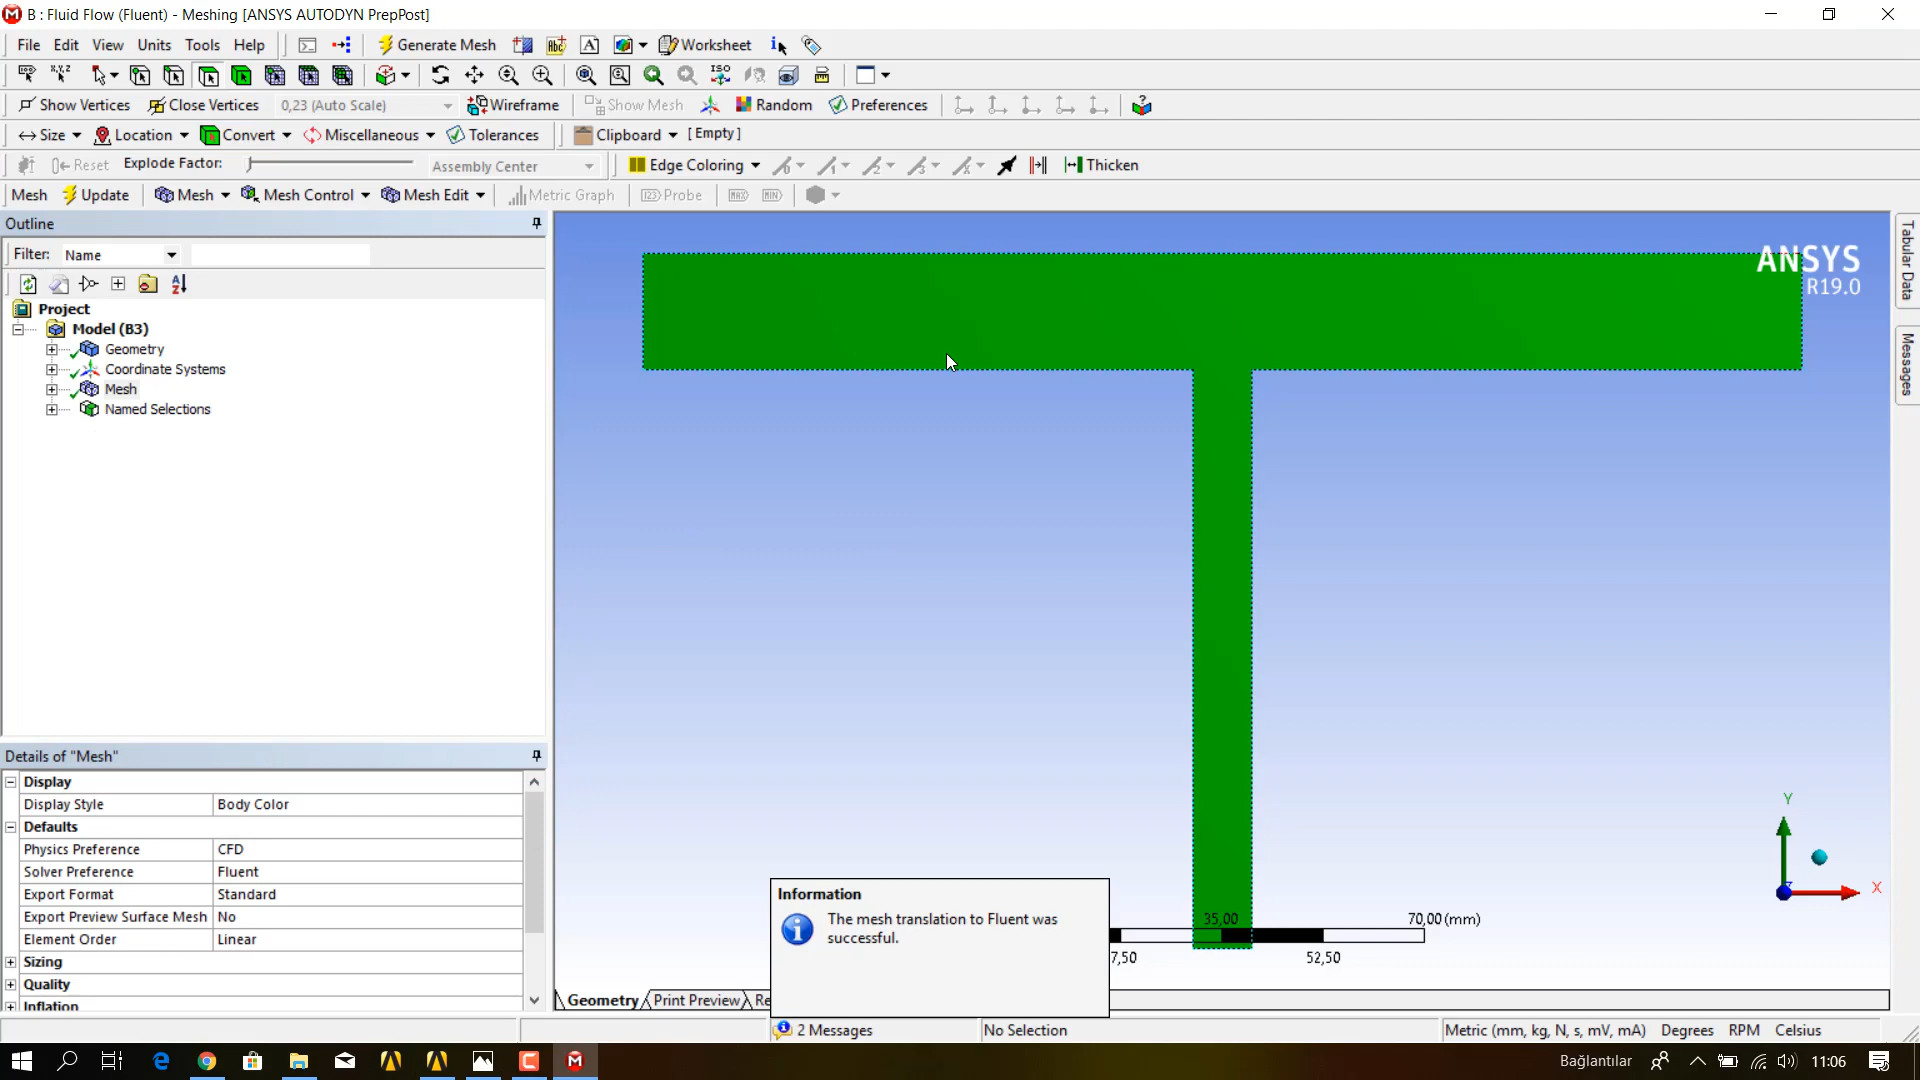 B : Fluid Flow (Fluent) - Meshing [ANSYS AUTODYN PrepPost]
File Edit View Units Tools Help Generate Mesh Worksheet
Show Vertices Close Vertices 0,23 (Auto Scale) Wireframe Show Mesh Random Preferences
Size Location Convert Miscellaneous Tolerances Clipboard [ Empty ]
Reset Explode Factor: Assembly Center Edge Coloring Thicken
Mesh Update Mesh Mesh Control Mesh Edit Metric Graph Probe MAX MIN
Outline
Filter: Name
Project
Model (B3)
Geometry
Coordinate Systems
Mesh
Named Selections
Details of "Mesh"
Display
Display Style Body Color
Defaults
Physics Preference CFD
Solver Preference Fluent
Export Format Standard
Export Preview Surface Mesh No
Element Order Linear
Sizing
Quality
Inflation
ANSYS
R19.0
Tabular Data
Messages
Y
X
35,00 70,00 (mm)
7,50 52,50
Information
The mesh translation to Fluent was
successful.
Geometry Print Preview Re
2 Messages No Selection Metric (mm, kg, N, s, mV, mA) Degrees RPM Celsius
Bağlantılar 11:06